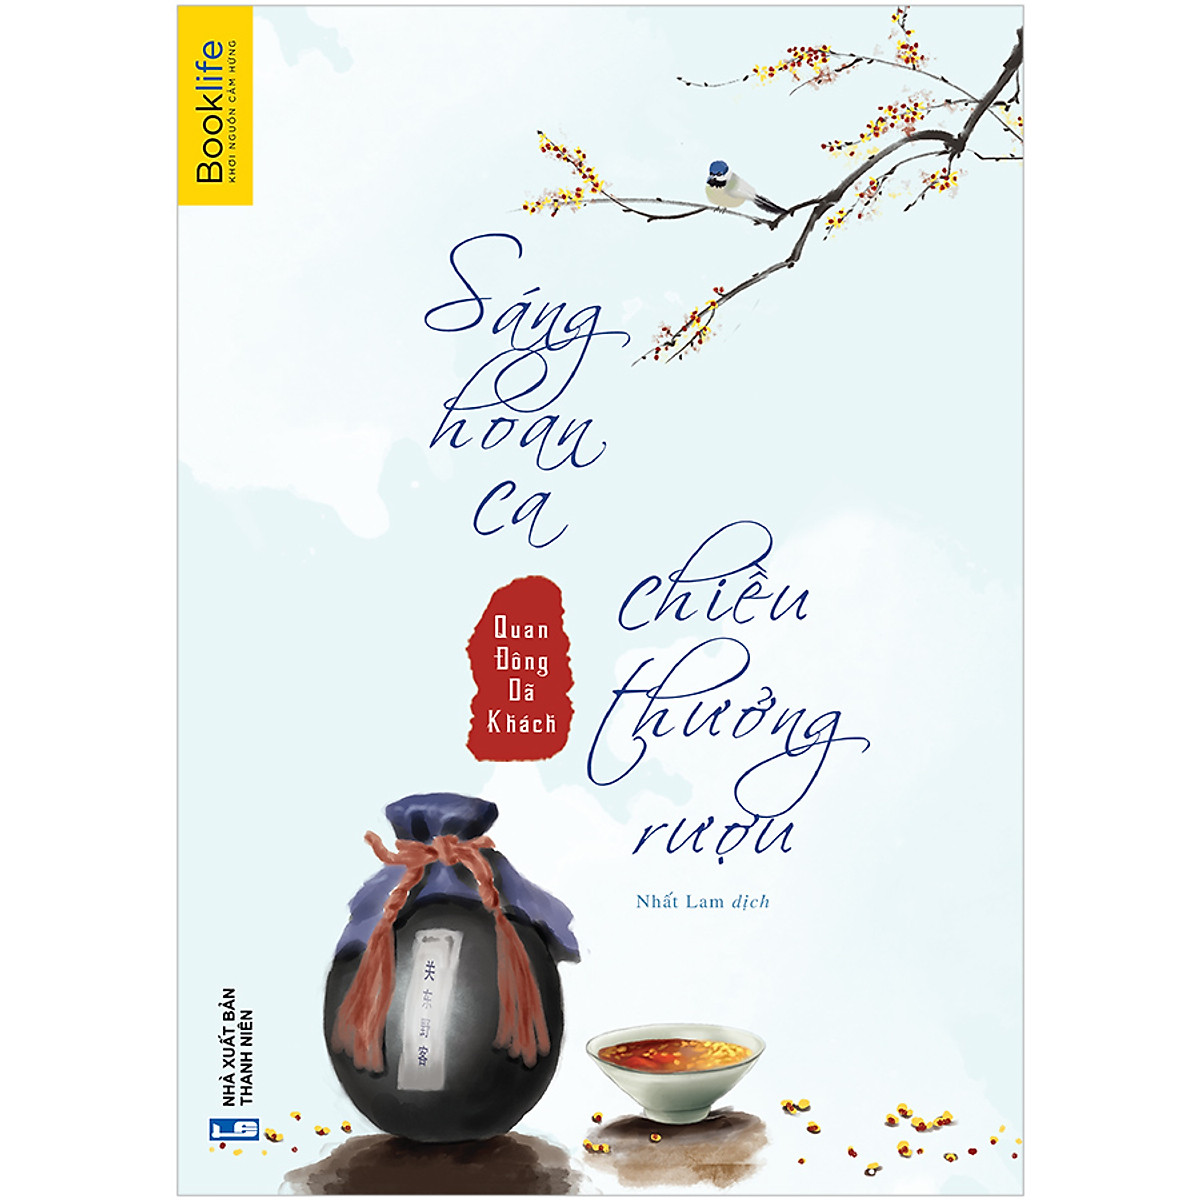 Booklife
KHƠI NGUỒN CẢM HỨNG
Sáng
hoan
ca
chiều
thưởng
rượu
Quan
Đông
Dã
Khách
Nhất Lam dịch
关
东
野
客
NHÀ XUẤT BẢN
THANH NIÊN